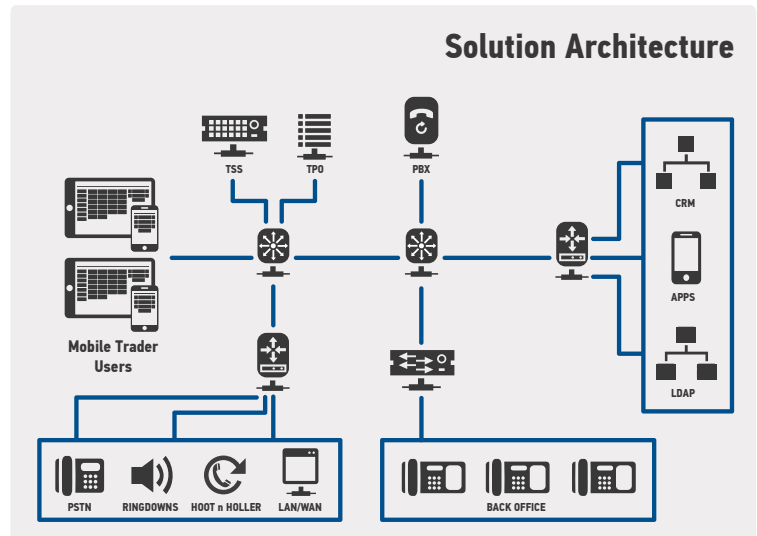 Solution Architecture
TSS
TPO
PBX
CRM
APPS
LDAP
Mobile Trader
Users
PSTN
RINGDOWNS
HOOT n HOLLER
LAN/WAN
BACK OFFICE